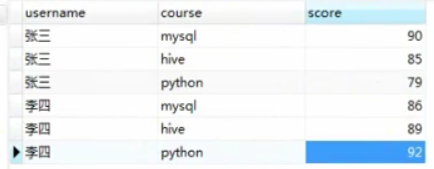 username course score
张三 mysql 90
张三 hive 85
张三 python 79
李四 mysql 86
李四 hive 89
李四 python 92